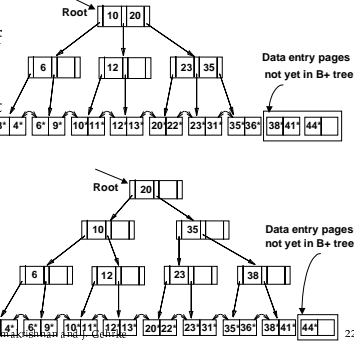 Root
10 20
Data entry pages
not yet in B+ tree
6 12 23 35
3* 4* 6* 9* 10* 11* 12* 13* 20* 22* 23* 31* 35* 36* 38* 41* 44*
Root
20
10 35
Data entry pages
not yet in B+ tree
6 12 23 38
4* 6* 9* 10* 11* 12* 13* 20* 22* 23* 31* 35* 36* 38* 41* 44*
and J. Gehrke 22